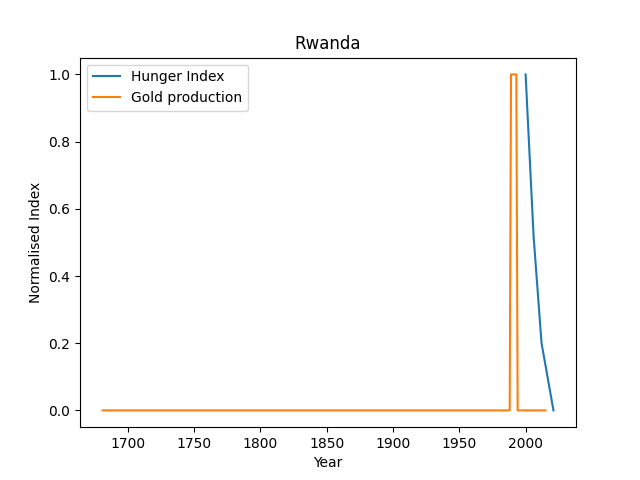 Rwanda
Hunger Index
Gold production
Normalised Index
1.0
0.8
0.6
0.4
0.2
0.0
1700 1750 1800 1850 1900 1950 2000
Year